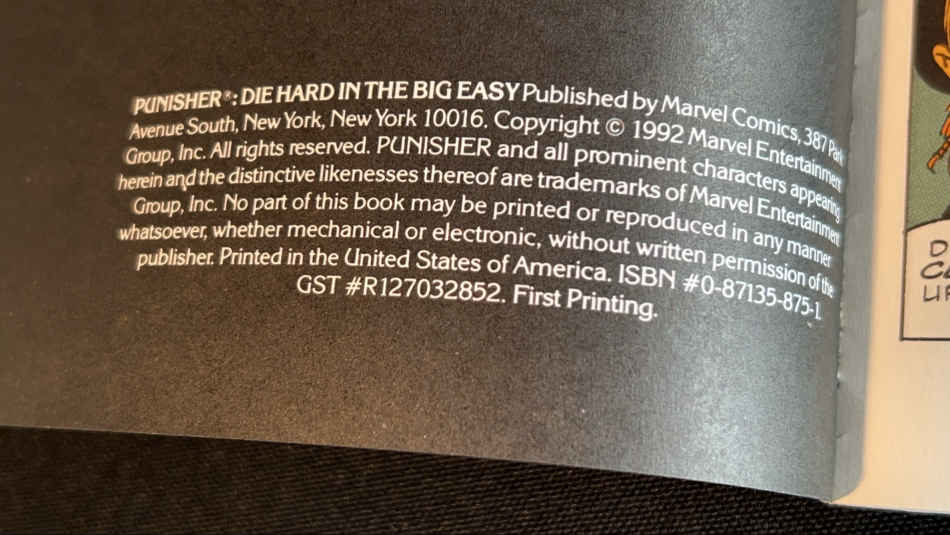 PUNISHER®: DIE HARD IN THE BIG EASY Published by Marvel Comics, 387 Park
Avenue South, New York, New York 10016. Copyright © 1992 Marvel Entertainment
Group, Inc. All rights reserved. PUNISHER and all prominent characters appearing
herein and the distinctive likenesses thereof are trademarks of Marvel Entertainment
Group, Inc. No part of this book may be printed or reproduced in any manner
whatsoever, whether mechanical or electronic, without written permission of the
publisher. Printed in the United States of America. ISBN #0-87135-875-1.
GST #R127032852. First Printing.